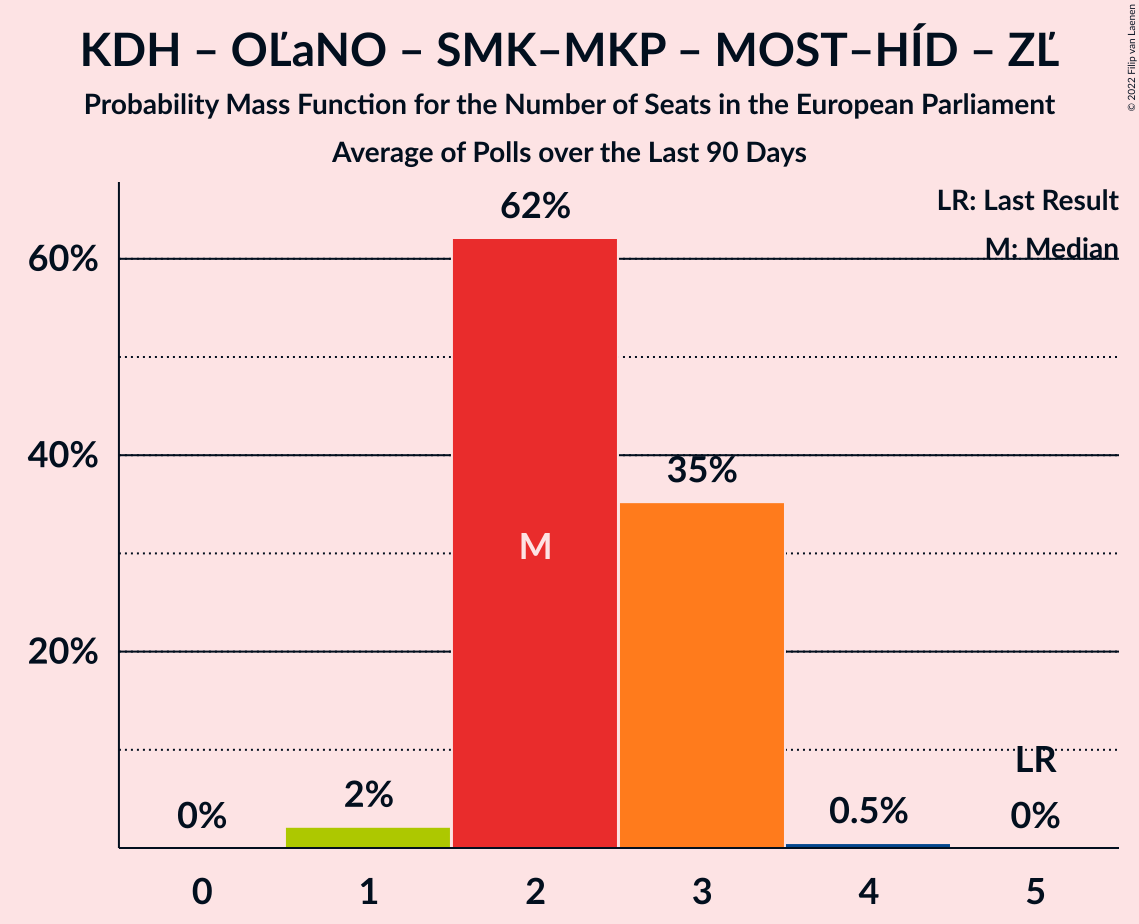 KDH – OĽaNO – SMK–MKP – MOST–HÍD – ZĽ
Probability Mass Function for the Number of Seats in the European Parliament
Average of Polls over the Last 90 Days
© 2022 Filip van Laenen
LR: Last Result
M: Median
62%
60%
40%
35%
M
20%
LR
2%
0%
0.5%
0%
0 1 2 3 4 5